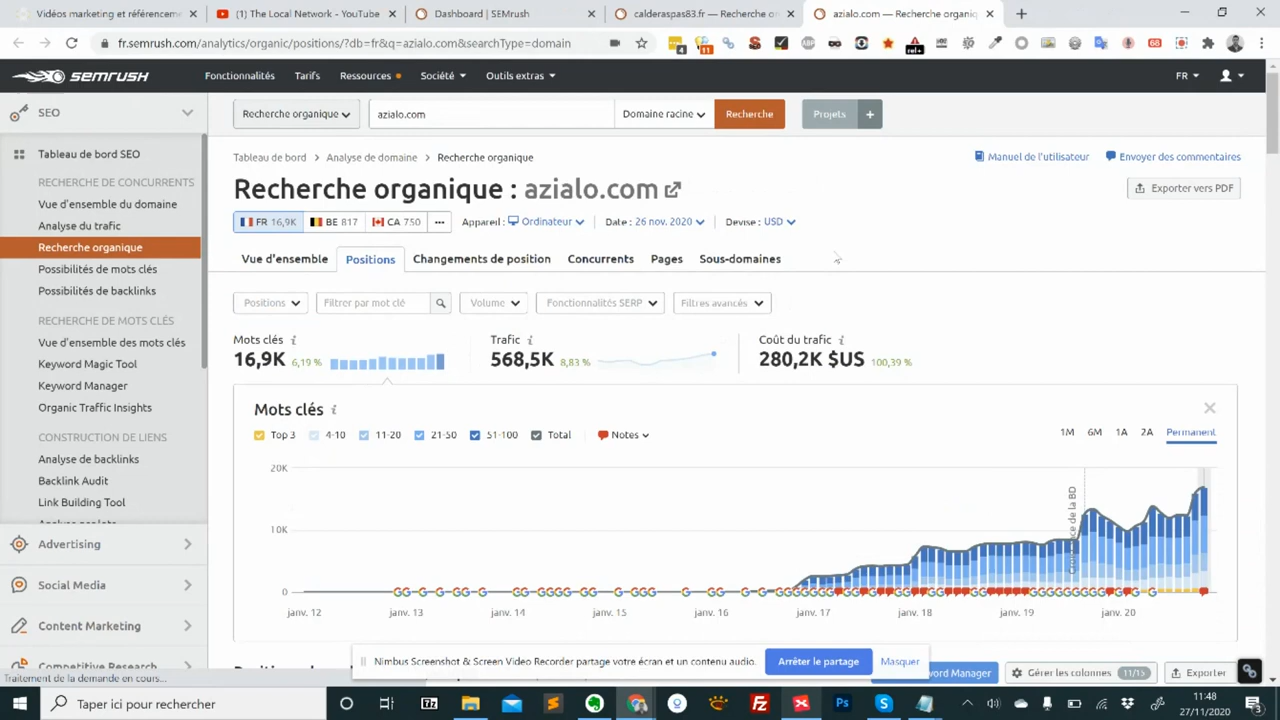 Vidéos marketing et référenceme
(1) The Local Network - YouTube
Dashboard | SEMrush
calderaspas83.fr — Recherche or
azialo.com — Recherche organiqu
fr.semrush.com/analytics/organic/positions/?db=fr&q=azialo.com&searchType=domain
SEMRUSH
Fonctionnalités
Tarifs
Ressources
Société
Outils extras
FR
SEO
Recherche organique
azialo.com
Domaine racine
Recherche
Projets
+
Tableau de bord SEO
RECHERCHE DE CONCURRENTS
Vue d'ensemble du domaine
Analyse du trafic
Recherche organique
Possibilités de mots clés
Possibilités de backlinks
RECHERCHE DE MOTS CLÉS
Vue d'ensemble des mots clés
Keyword Magic Tool
Keyword Manager
Organic Traffic Insights
CONSTRUCTION DE LIENS
Analyse de backlinks
Backlink Audit
Link Building Tool
Advertising
Social Media
Content Marketing
Competitive Research
Traitement de la demande en cours...
Tableau de bord > Analyse de domaine > Recherche organique
Manuel de l'utilisateur
Envoyer des commentaires
Recherche organique : azialo.com
Exporter vers PDF
FR 16,9K
BE 817
CA 750
Appareil : Ordinateur
Date : 26 nov. 2020
Devise : USD
Vue d'ensemble
Positions
Changements de position
Concurrents
Pages
Sous-domaines
Positions
Filtrer par mot clé
Volume
Fonctionnalités SERP
Filtres avancés
Mots clés
16,9K 6,19 %
Trafic
568,5K 8,83 %
Coût du trafic
280,2K $US 100,39 %
Mots clés
Top 3
4-10
11-20
21-50
51-100
Total
Notes
1M
6M
1A
2A
Permanent
20K
10K
0
de la BD
janv. 12
janv. 13
janv. 14
janv. 15
janv. 16
janv. 17
janv. 18
janv. 19
janv. 20
Nimbus Screenshot & Screen Video Recorder partage votre écran et un contenu audio.
Arrêter le partage
Masquer
Manager
Gérer les colonnes 11/15
Exporter
Taper ici pour rechercher
11:48
27/11/2020